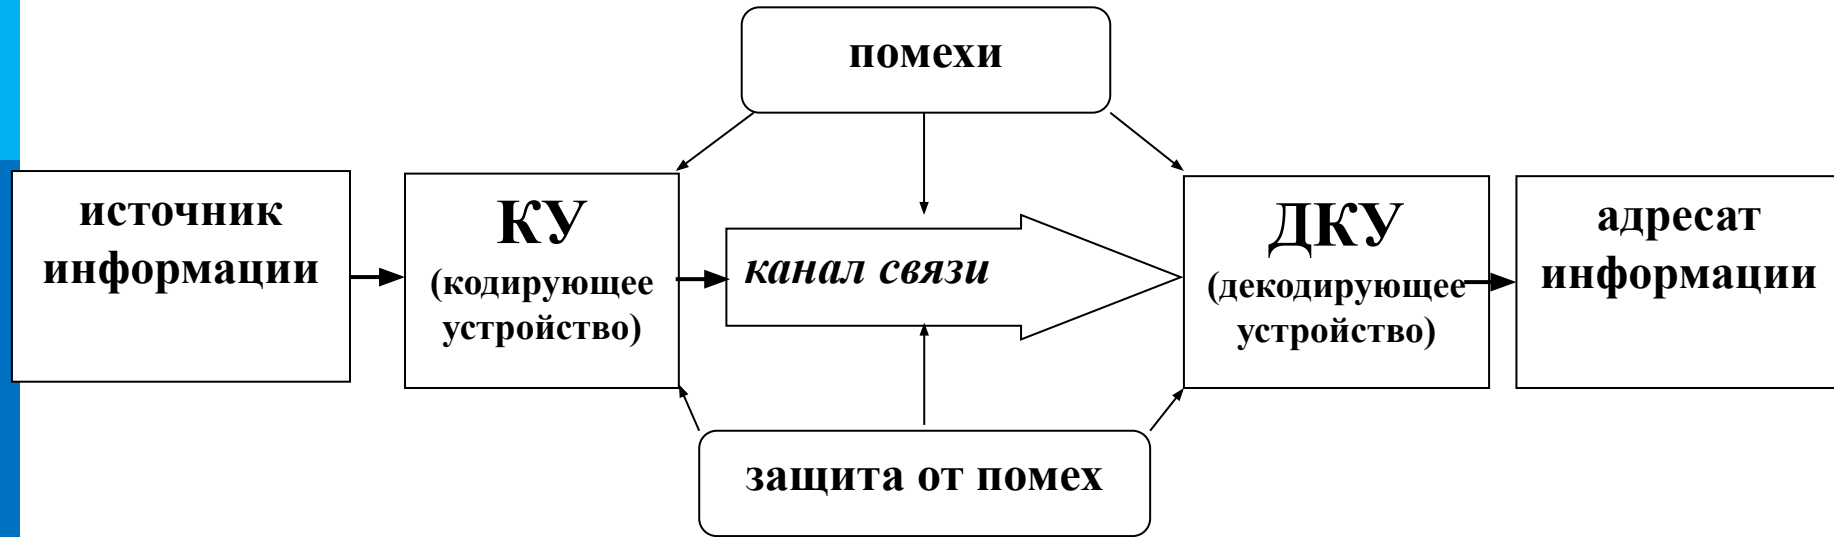 помехи
источник
информации
КУ
(кодирующее
устройство)
канал связи
ДКУ
(декодирующее
устройство)
адресат
информации
защита от помех